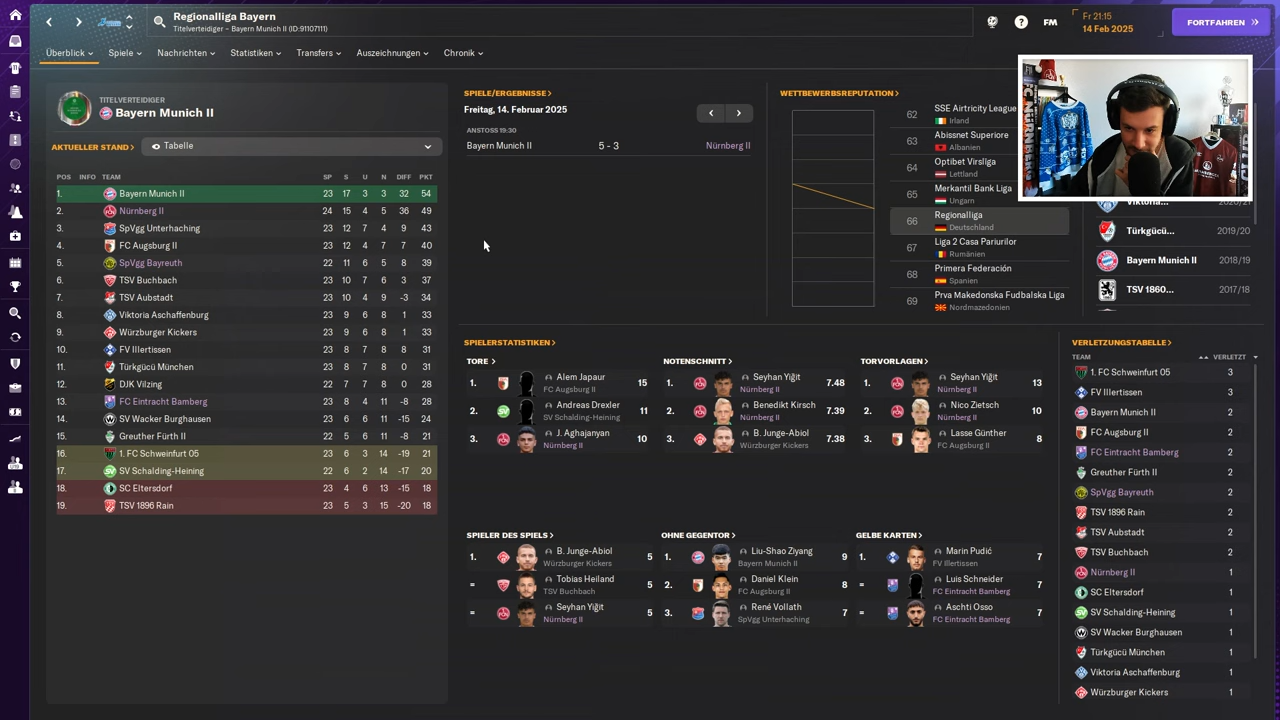 Regionalliga Bayern
Titelverteidiger – Bayern Munich II (ID:91107111)
FM
Fr 21:15
14 Feb 2025
FORTFAHREN
Überblick
Spiele
Nachrichten
Statistiken
Transfers
Auszeichnungen
Chronik
TITELVERTEIDIGER
Bayern Munich II
AKTUELLER STAND
Tabelle
POS INFO TEAM SP S U N DIFF PKT
1. Bayern Munich II 23 17 3 3 32 54
2. Nürnberg II 24 15 4 5 36 49
3. SpVgg Unterhaching 23 12 7 4 9 43
4. FC Augsburg II 23 12 4 7 7 40
5. SpVgg Bayreuth 22 11 6 5 8 39
6. TSV Buchbach 23 10 7 6 3 37
7. TSV Aubstadt 23 10 4 9 -3 34
8. Viktoria Aschaffenburg 23 9 6 8 1 33
9. Würzburger Kickers 23 9 6 8 1 33
10. FV Illertissen 23 8 7 8 8 31
11. Türkgücü München 23 8 7 8 0 31
12. DJK Vilzing 22 7 7 8 0 28
13. FC Eintracht Bamberg 23 8 4 11 -8 28
14. SV Wacker Burghausen 23 6 6 11 -15 24
15. Greuther Fürth II 22 5 6 11 -8 21
16. 1. FC Schweinfurt 05 23 6 3 14 -19 21
17. SV Schalding-Heining 22 6 2 14 -17 20
18. SC Eltersdorf 23 4 6 13 -15 18
19. TSV 1896 Rain 23 5 3 15 -20 18
SPIELE/ERGEBNISSE
Freitag, 14. Februar 2025
ANSTOSS 19:30
Bayern Munich II 5 - 3 Nürnberg II
WETTBEWERBSREPUTATION
62 SSE Airtricity League
Irland
63 Abissnet Superiore
Albanien
64 Optibet Virsliga
Lettland
65 Merkantil Bank Liga
Ungarn
66 Regionalliga
Deutschland
67 Liga 2 Casa Pariurilor
Rumänien
68 Primera Federación
Spanien
69 Prva Makedonska Fudbalska Liga
Nordmazedonien
Viktoria... 2020/21
Türkgücü... 2019/20
Bayern Munich II 2018/19
TSV 1860... 2017/18
SPIELERSTATISTIKEN
TORE
1. Alem Japaur 15
FC Augsburg II
2. Andreas Drexler 11
SV Schalding-Heining
3. J. Aghajanyan 10
Nürnberg II
NOTENSCHNITT
1. Seyhan Yiğit 7.48
Nürnberg II
2. Benedikt Kirsch 7.39
Nürnberg II
3. B. Junge-Abiol 7.38
Würzburger Kickers
TORVORLAGEN
1. Seyhan Yiğit 13
Nürnberg II
2. Nico Zietsch 10
Nürnberg II
3. Lasse Günther 8
FC Augsburg II
SPIELER DES SPIELS
1. B. Junge-Abiol 5
Würzburger Kickers
= Tobias Heiland 5
TSV Buchbach
= Seyhan Yiğit 5
Nürnberg II
OHNE GEGENTOR
1. Liu-Shao Ziyang 9
Bayern Munich II
2. Daniel Klein 8
FC Augsburg II
3. René Vollath 7
SpVgg Unterhaching
GELBE KARTEN
1. Marin Pudić 7
FV Illertissen
= Luis Schneider 7
FC Eintracht Bamberg
= Aschti Osso 7
FC Eintracht Bamberg
VERLETZUNGSTABELLE
TEAM VERLETZT
1. FC Schweinfurt 05 3
FV Illertissen 3
Bayern Munich II 2
FC Augsburg II 2
FC Eintracht Bamberg 2
Greuther Fürth II 2
SpVgg Bayreuth 2
TSV 1896 Rain 2
TSV Aubstadt 2
TSV Buchbach 2
Nürnberg II 1
SC Eltersdorf 1
SV Schalding-Heining 1
SV Wacker Burghausen 1
Türkgücü München 1
Viktoria Aschaffenburg 1
Würzburger Kickers 1